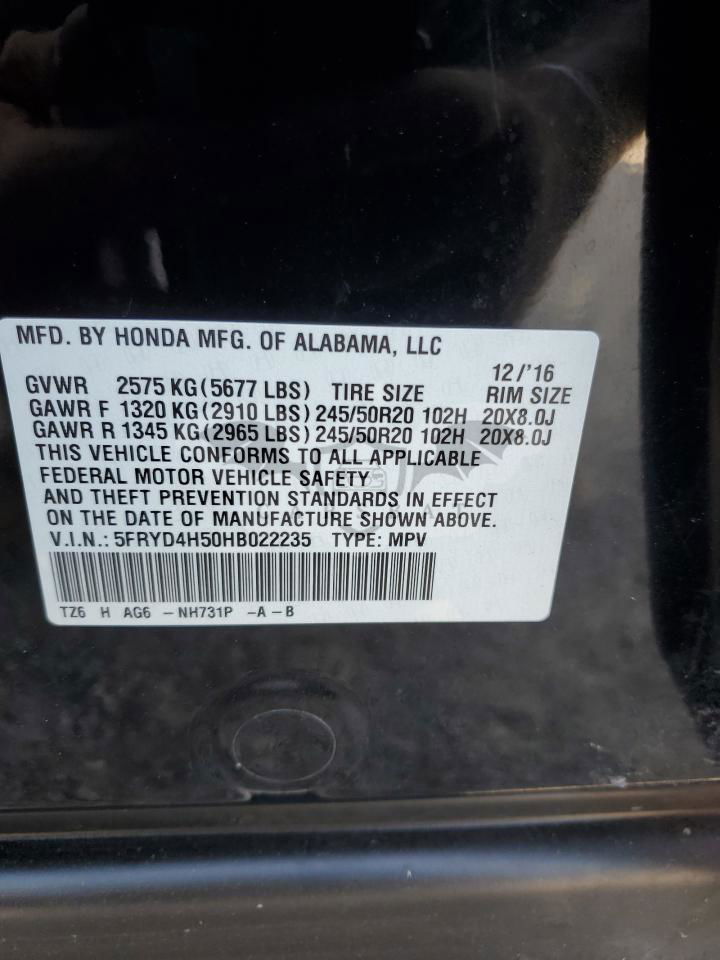 MFD. BY HONDA MFG. OF ALABAMA, LLC
12/'16
GVWR 2575 KG(5677 LBS) TIRE SIZE RIM SIZE
GAWR F 1320 KG(2910 LBS) 245/50R20 102H 20X8.0J
GAWR R 1345 KG(2965 LBS) 245/50R20 102H 20X8.0J
THIS VEHICLE CONFORMS TO ALL APPLICABLE
FEDERAL MOTOR VEHICLE SAFETY
AND THEFT PREVENTION STANDARDS IN EFFECT
ON THE DATE OF MANUFACTURE SHOWN ABOVE.
V.I.N.: 5FRYD4H50HB022235 TYPE: MPV
TZ6 H AG6 -NH731P -A-B